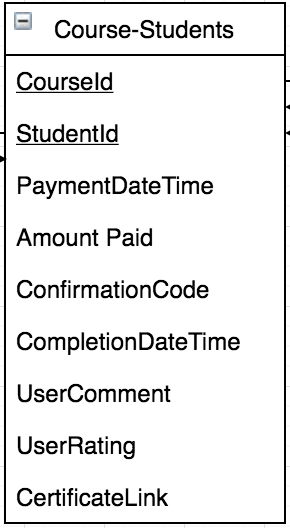 Course-Students
CourseId
StudentId
PaymentDateTime
Amount Paid
ConfirmationCode
CompletionDateTime
UserComment
UserRating
CertificateLink